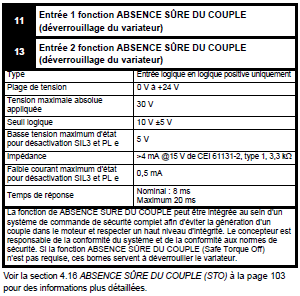 11 Entrée 1 fonction ABSENCE SÛRE DU COUPLE
(déverrouillage du variateur)
13 Entrée 2 fonction ABSENCE SÛRE DU COUPLE
(déverrouillage du variateur)
Type Entrée logique en logique positive uniquement
Plage de tension 0 V à +24 V
Tension maximale absolue
appliquée 30 V
Seuil logique 10 V ±5 V
Basse tension maximum d'état
pour désactivation SIL3 et PL e 5 V
Impédance >4 mA @15 V de CEI 61131-2, type 1, 3,3 kΩ
Faible courant maximum d'état
pour désactivation SIL3 et PL e 0,5 mA
Temps de réponse Nominal : 8 ms
Maximum 20 ms
La fonction de ABSENCE SÛRE DU COUPLE peut être intégrée au sein d'un
système de commande de sécurité complet afin d'éviter la génération d'un
couple dans le moteur et respecter un haut niveau d'intégrité. Le concepteur est
responsable de la conformité du système et de la conformité aux normes de
sécurité. Si la fonction ABSENCE SÛRE DU COUPLE (Safe Torque Off)
n'est pas requise, ces bornes servent à déverrouiller le variateur.
Voir la section 4.16 ABSENCE SÛRE DU COUPLE (STO) à la page 103
pour des informations plus détaillées.